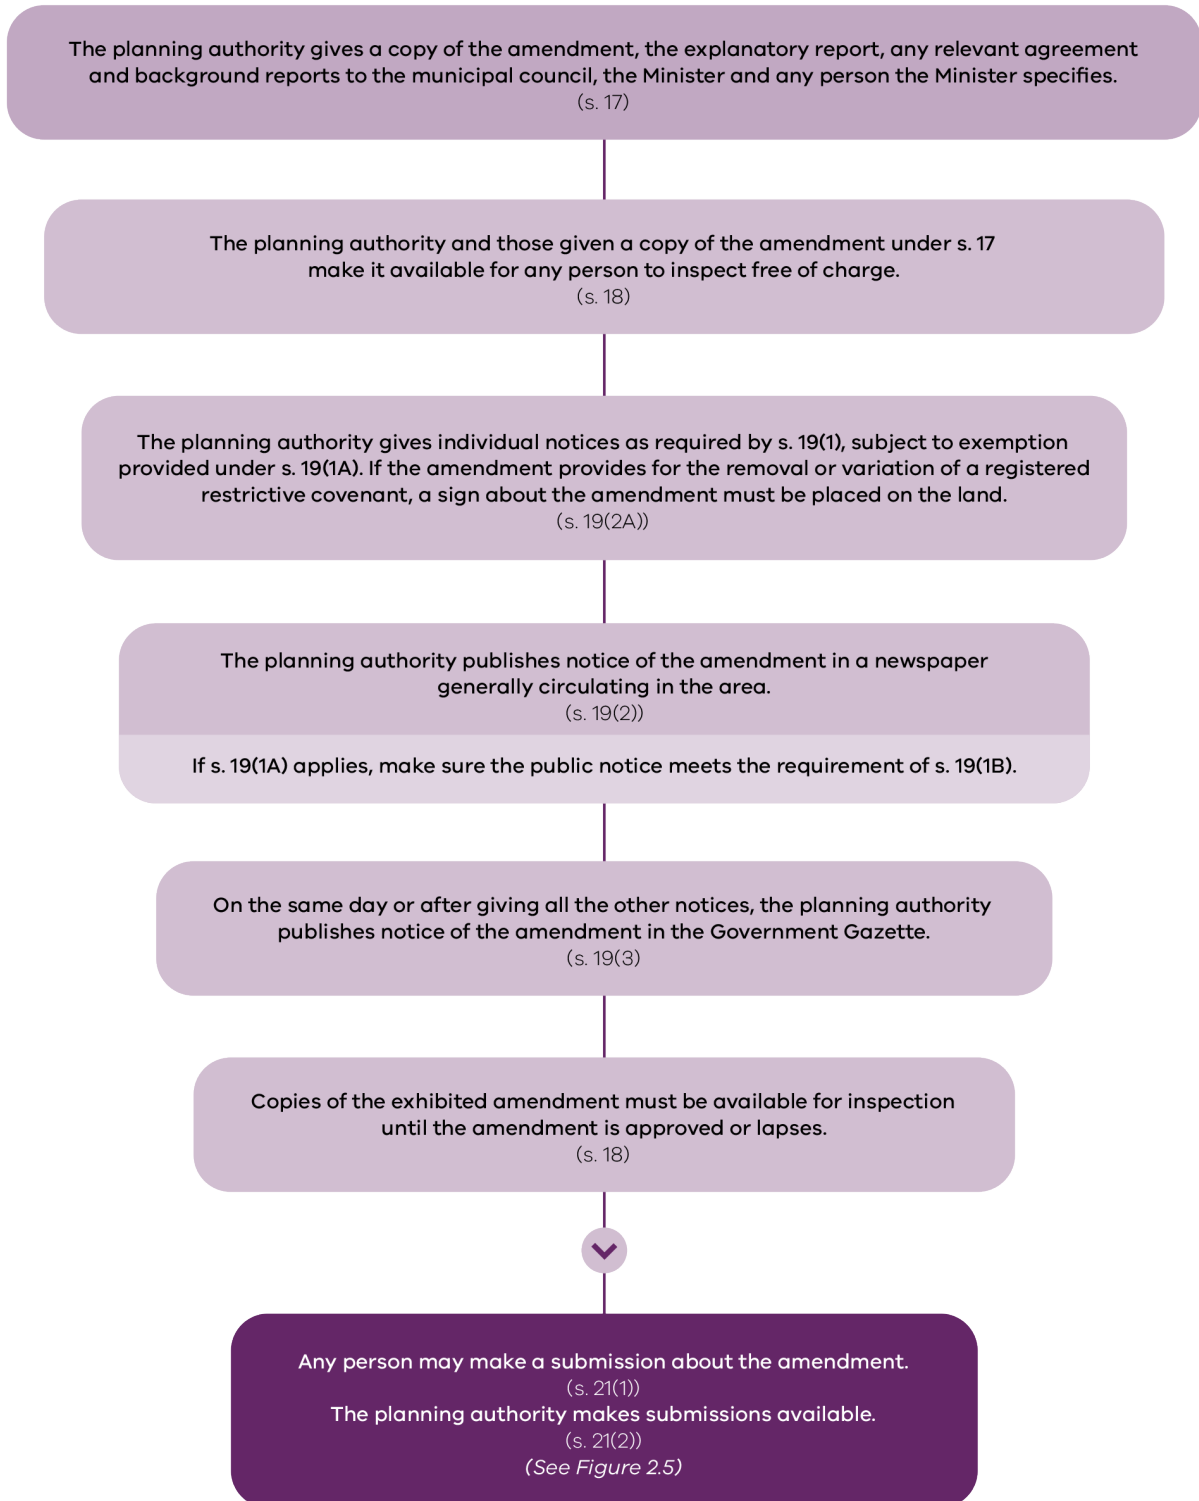 The planning authority gives a copy of the amendment, the explanatory report, any relevant agreement
and background reports to the municipal council, the Minister and any person the Minister specifies.
(s. 17)
The planning authority and those given a copy of the amendment under s. 17
make it available for any person to inspect free of charge.
(s. 18)
The planning authority gives individual notices as required by s. 19(1), subject to exemption
provided under s. 19(1A). If the amendment provides for the removal or variation of a registered
restrictive covenant, a sign about the amendment must be placed on the land.
(s. 19(2A))
The planning authority publishes notice of the amendment in a newspaper
generally circulating in the area.
(s. 19(2))
If s. 19(1A) applies, make sure the public notice meets the requirement of s. 19(1B).
On the same day or after giving all the other notices, the planning authority
publishes notice of the amendment in the Government Gazette.
(s. 19(3)
Copies of the exhibited amendment must be available for inspection
until the amendment is approved or lapses.
(s. 18)
Any person may make a submission about the amendment.
(s. 21(1))
The planning authority makes submissions available.
(s. 21(2))
(See Figure 2.5)